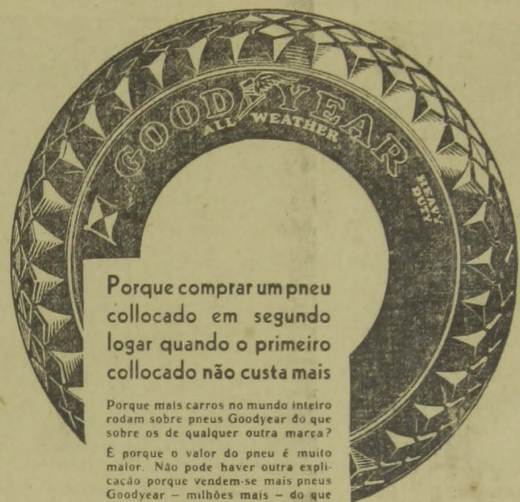 GOODYEAR
ALL WEATHER
HEAVY
DUTY
Porque comprar um pneu
collocado em segundo
logar quando o primeiro
collocado não custa mais
Porque mais carros no mundo inteiro
rodam sobre pneus Goodyear do que
sobre os de qualquer outra marca?
É porque o valor do pneu é muito
maior. Não pode haver outra expli-
cação porque vendem-se mais pneus
Goodyear — milhões mais — do que